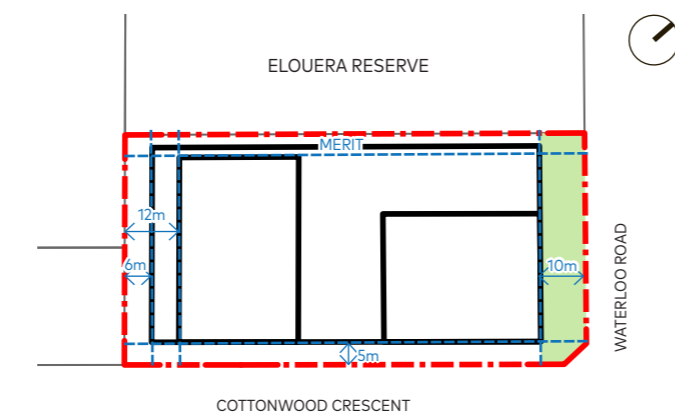 ELOUERA RESERVE
MERIT
12m
6m
10m
WATERLOO ROAD
5m
COTTONWOOD CRESCENT